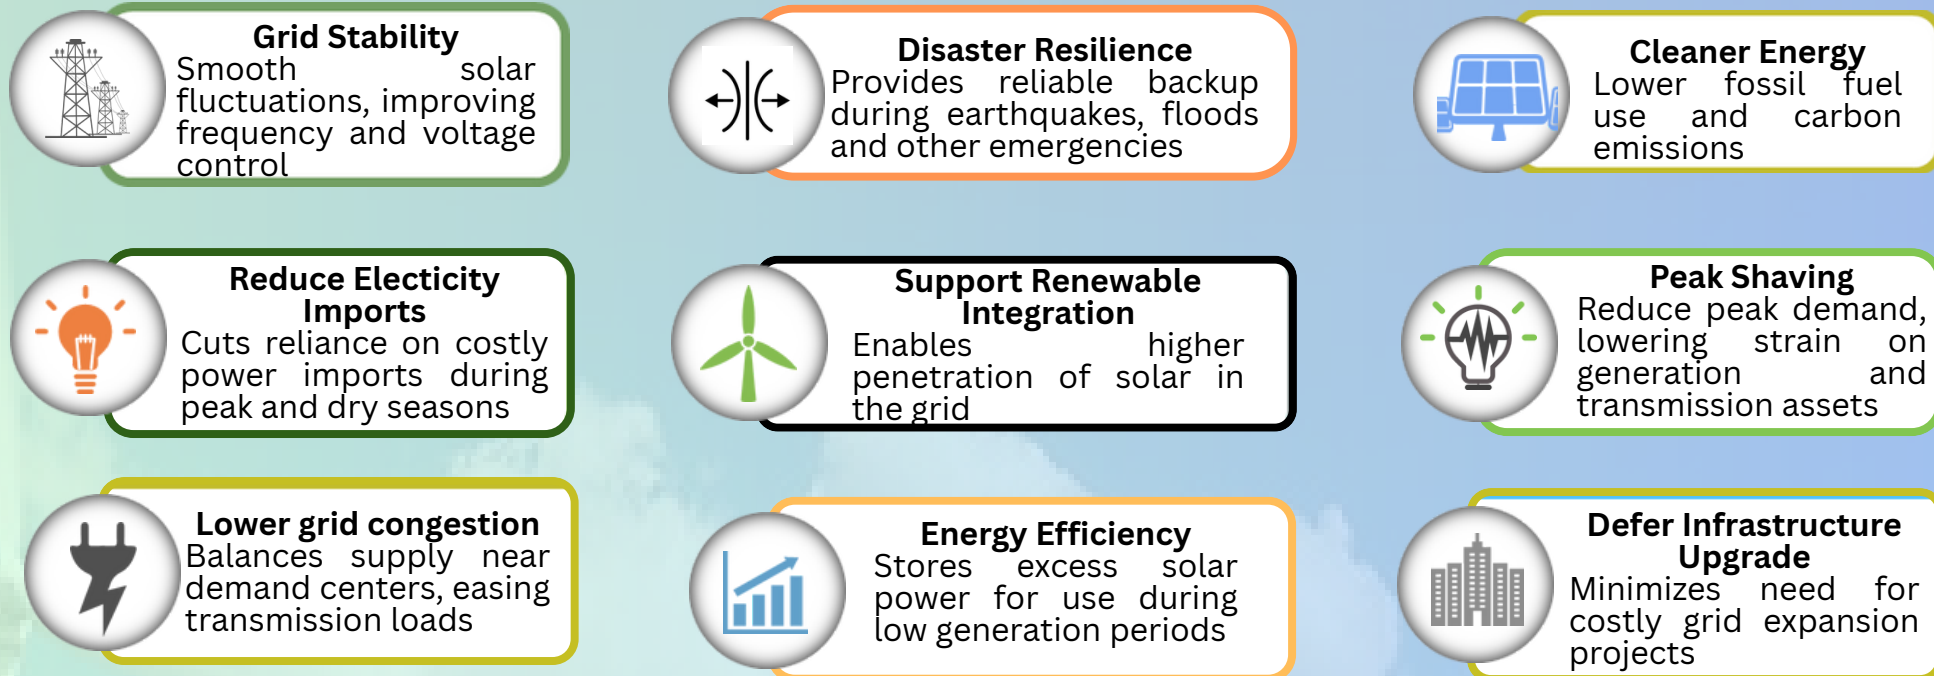 Grid Stability
Smooth solar
fluctuations, improving
frequency and voltage
control
Disaster Resilience
Provides reliable backup
during earthquakes, floods
and other emergencies
Cleaner Energy
Lower fossil fuel
use and carbon
emissions
Reduce Electicity
Imports
Cuts reliance on costly
power imports during
peak and dry seasons
Support Renewable
Integration
Enables higher
penetration of solar in
the grid
Peak Shaving
Reduce peak demand,
lowering strain on
generation and
transmission assets
Lower grid congestion
Balances supply near
demand centers, easing
transmission loads
Energy Efficiency
Stores excess solar
power for use during
low generation periods
Defer Infrastructure
Upgrade
Minimizes need for
costly grid expansion
projects